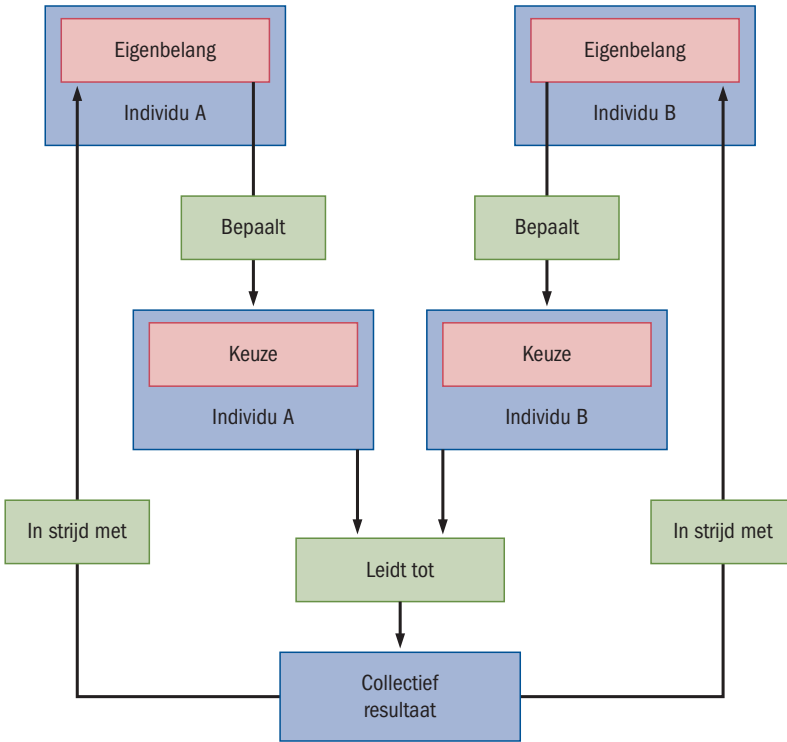 Eigenbelang
Individu A
Eigenbelang
Individu B
Bepaalt
Bepaalt
Keuze
Individu A
Keuze
Individu B
In strijd met
In strijd met
Leidt tot
Collectief
resultaat